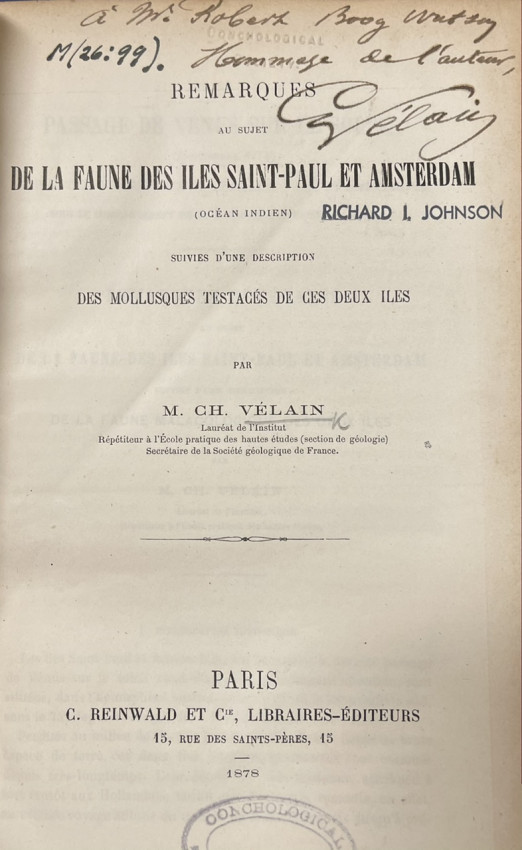 À Mr. Robert Boog Watson
CONCHOLOGICAL
M(26:99). Hommage de l'auteur,
REMARQUES
Ch Vélain
AU SUJET
DE LA FAUNE DES ILES SAINT-PAUL ET AMSTERDAM
(OCÉAN INDIEN)
RICHARD I. JOHNSON
SUIVIES D'UNE DESCRIPTION
DES MOLLUSQUES TESTACÉS DE CES DEUX ILES
PAR
M. CH. VÉLAIN
Lauréat de l'Institut
Répétiteur à l'École pratique des hautes études (section de géologie)
Secrétaire de la Société géologique de France.
PARIS
C. REINWALD ET Cie, LIBRAIRES-ÉDITEURS
15, RUE DES SAINTS-PÈRES, 15
1878
CONCHOLOGICAL